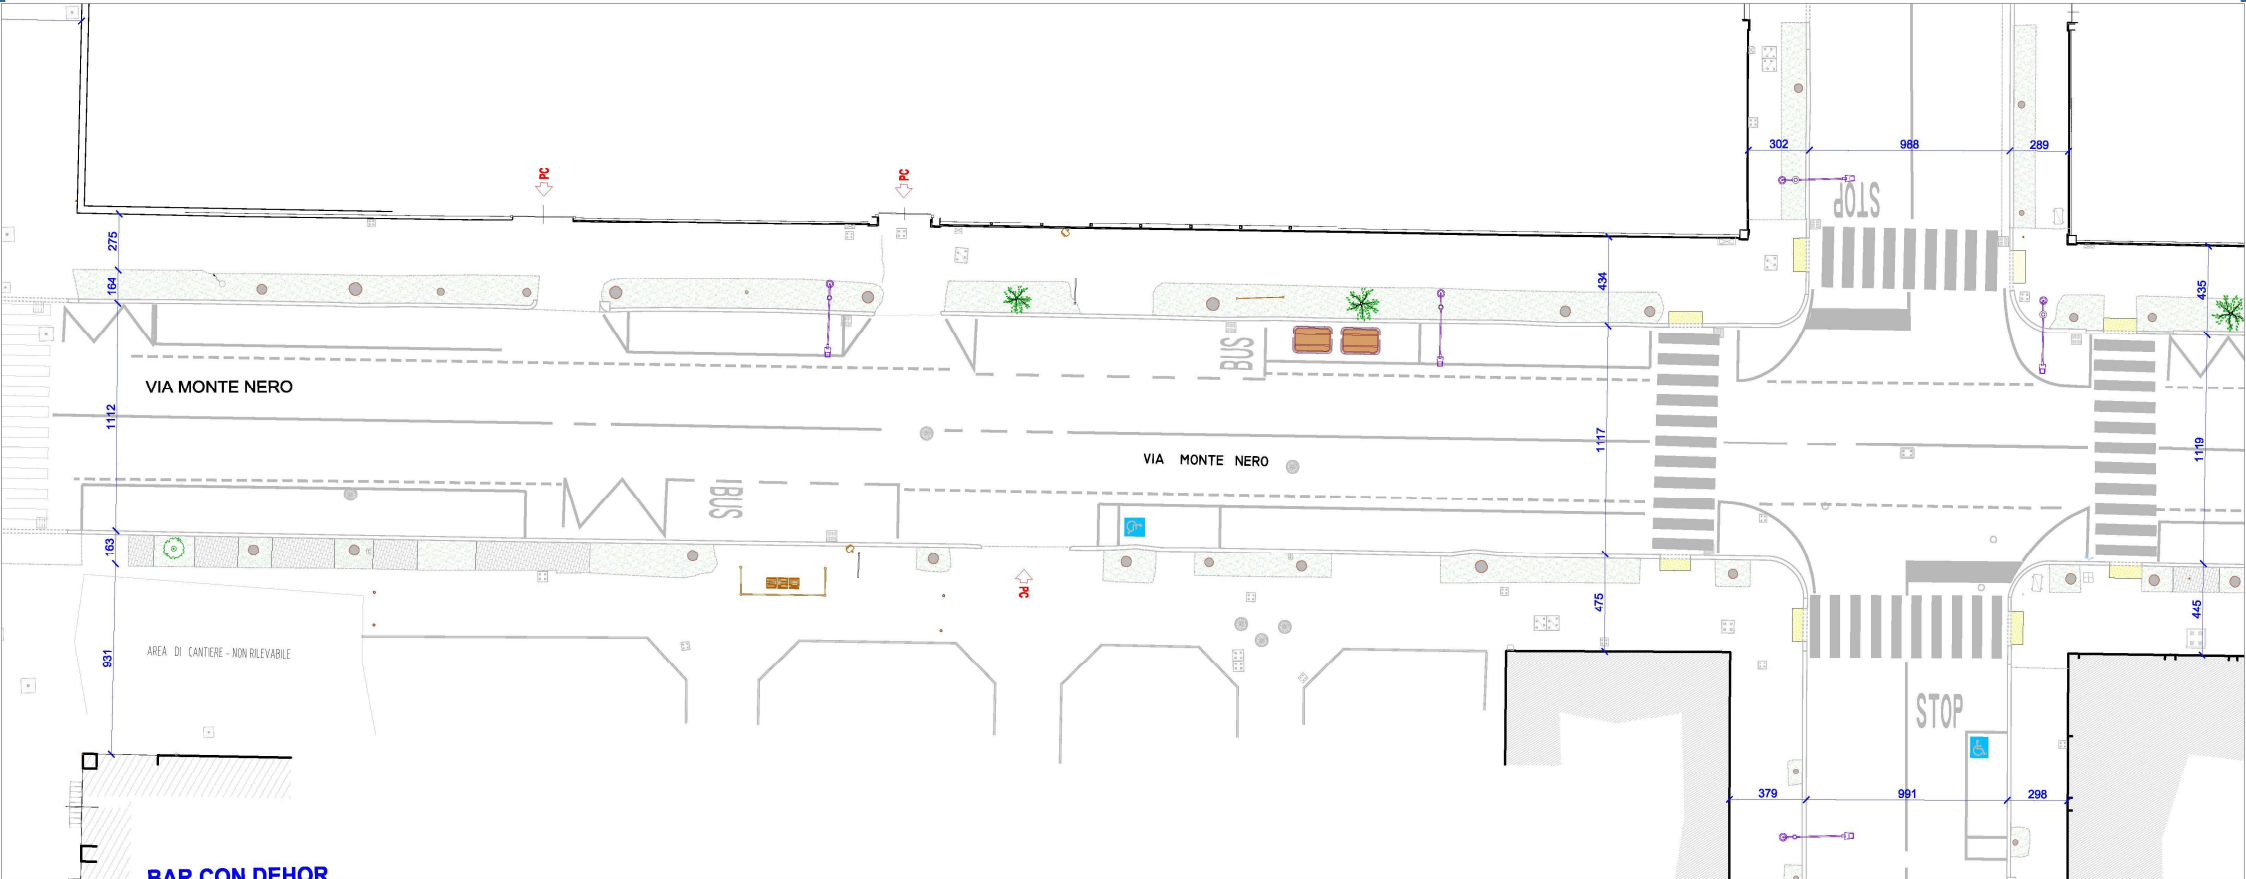 302
988
289
PC
PC
STOP
275
164
434
435
BUS
VIA MONTE NERO
1112
1117
1119
VIA MONTE NERO
BUS
163
PC
475
445
931
AREA DI CANTIERE - NON RILEVABILE
STOP
379
991
298
BAR CON DEHOR